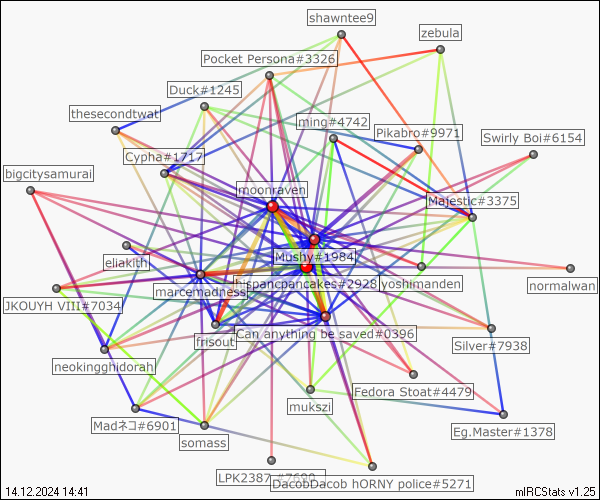 shawntee9
zebula
Pocket Persona#3326
Duck#1245
thesecondtwat
ming#4742
Pikabro#9971
Swirly Boi#6154
Cypha#1717
bigcitysamurai
moonraven
Majestic#3375
Mushy#1984
eliakith
hispancpancakes#2928
yoshimanden
normalwan
marcemadness
JKOUYH VIII#7034
Can anything be saved#0396
frisout
Silver#7938
neokingghidorah
Fedora Stoat#4479
mukszi
Madネコ#6901
Eg.Master#1378
somass
LPK2387
DacobDacob hORNY police#5271
14.12.2024 14:41
mIRCStats v1.25